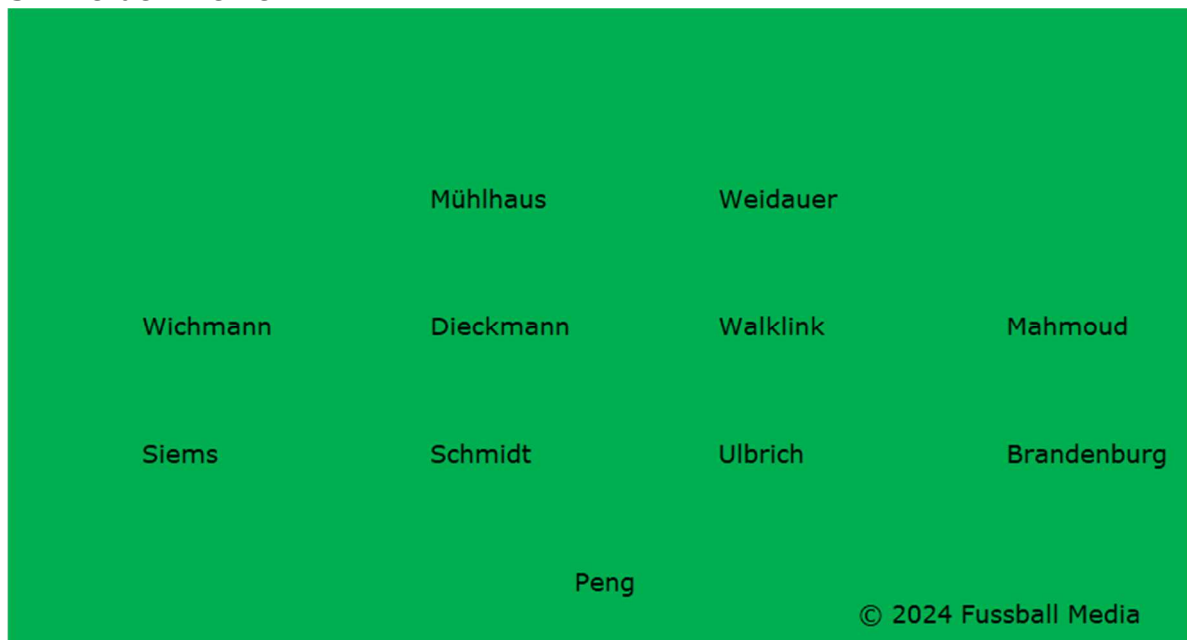 Mühlhaus Weidauer
Wichmann Dieckmann Walklink Mahmoud
Siems Schmidt Ulbrich Brandenburg
Peng
© 2024 Fussball Media